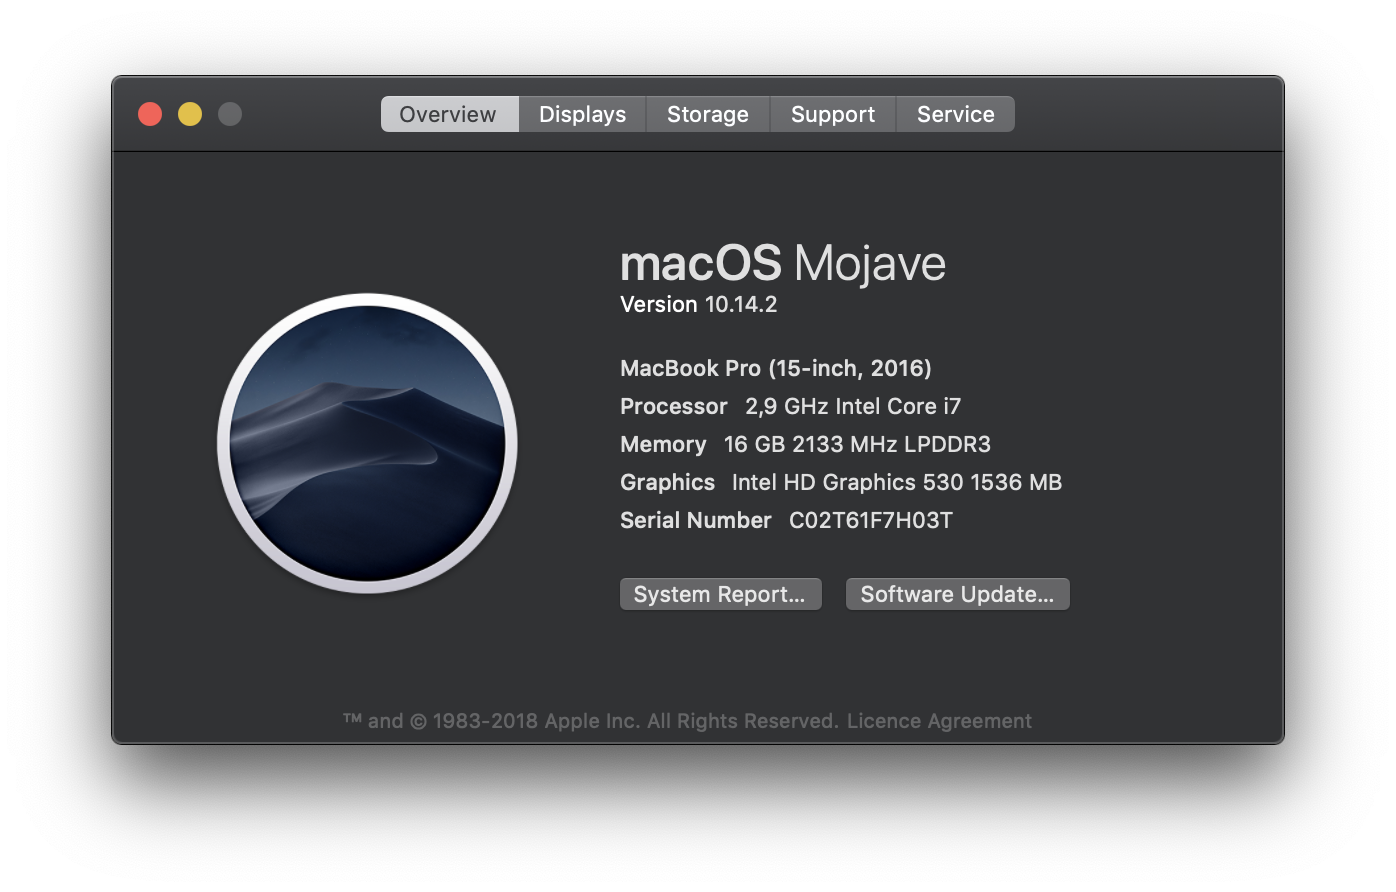 Overview Displays Storage Support Service
macOS Mojave
Version 10.14.2
MacBook Pro (15-inch, 2016)
Processor 2,9 GHz Intel Core i7
Memory 16 GB 2133 MHz LPDDR3
Graphics Intel HD Graphics 530 1536 MB
Serial Number C02T61F7H03T
System Report... Software Update...
™ and © 1983-2018 Apple Inc. All Rights Reserved. Licence Agreement